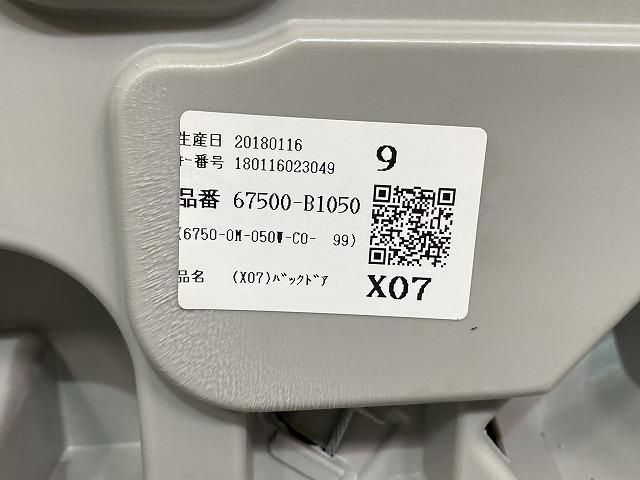 生産日 20180116
ｷｰ番号 180116023049
9
品番 67500-B1050
(6750-0M-050W-C0-  99)
品名 (X07)ﾊﾞｯｸﾄﾞｱ
X07